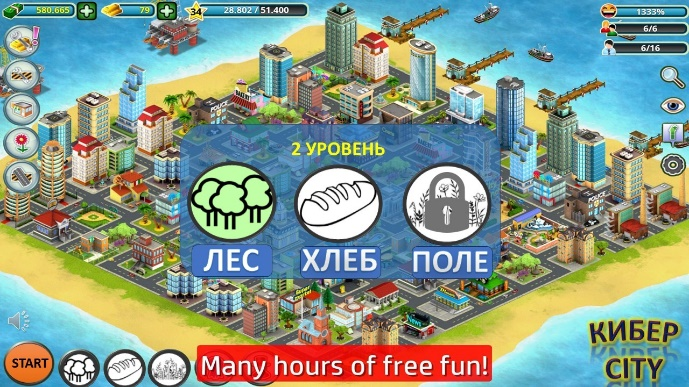 580.665
79
28.802 / 51.400
1333%
6/6
6/16
2 УРОВЕНЬ
ЛЕС
ХЛЕБ
ПОЛЕ
START
Many hours of free fun!
КИБЕР
CITY